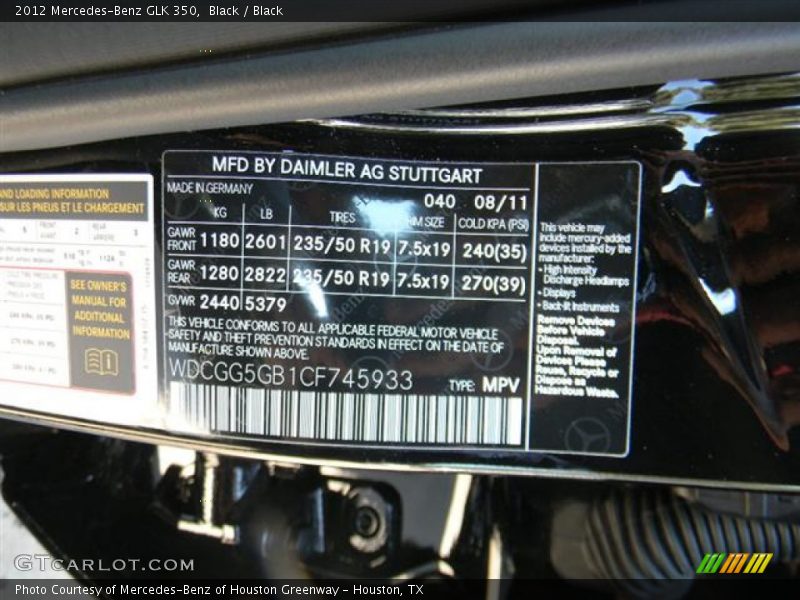 2012 Mercedes-Benz GLK 350, Black / Black
AND LOADING INFORMATION
SUR LES PNEUS ET LE CHARGEMENT
SEE OWNER'S
MANUAL FOR
ADDITIONAL
INFORMATION
MFD BY DAIMLER AG STUTTGART
MADE IN GERMANY
040 08/11
KG LB TIRES RIM SIZE COLD KPA (PSI)
GAWR FRONT 1180 2601 235/50 R19 7.5x19 240(35)
GAWR REAR 1280 2822 235/50 R19 7.5x19 270(39)
GVWR 2440 5379
THIS VEHICLE CONFORMS TO ALL APPLICABLE FEDERAL MOTOR VEHICLE
SAFETY AND THEFT PREVENTION STANDARDS IN EFFECT ON THE DATE OF
MANUFACTURE SHOWN ABOVE.
WDCGG5GB1CF745933
TYPE: MPV
This vehicle may
include mercury-added
devices installed by the
manufacturer:
• High Intensity
Discharge Headlamps
• Displays
• Back-lit Instruments
Remove Devices
Before Vehicle
Disposal.
Upon Removal of
Devices Please
Reuse, Recycle or
Dispose as
Hazardous Waste.
GTCARLOT.COM
Photo Courtesy of Mercedes-Benz of Houston Greenway - Houston, TX